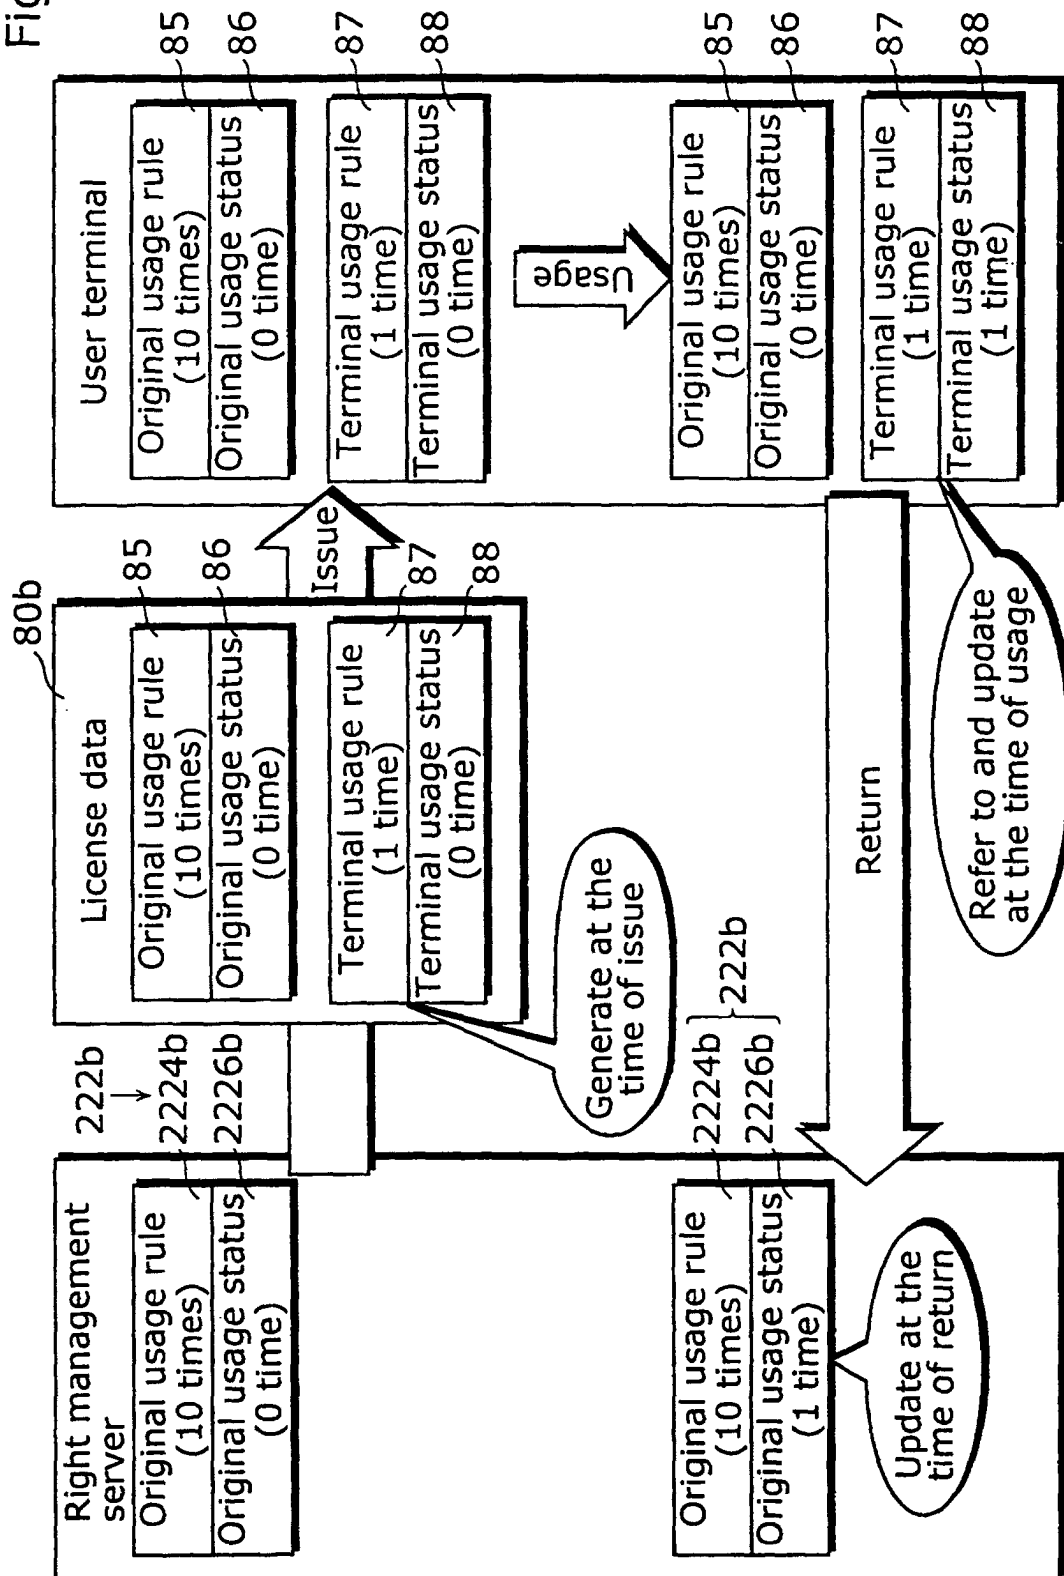 Fig
Right management
server
222b
2224b
2226b
Original usage rule
(10 times)
Original usage status
(0 time)
80b
License data
85
86
Original usage rule
(10 times)
Original usage status
(0 time)
87
88
Terminal usage rule
(1 time)
Terminal usage status
(0 time)
Generate at the
time of issue
Issue
User terminal
85
86
Original usage rule
(10 times)
Original usage status
(0 time)
87
88
Terminal usage rule
(1 time)
Terminal usage status
(0 time)
Usage
85
86
Original usage rule
(10 times)
Original usage status
(0 time)
87
88
Terminal usage rule
(1 time)
Terminal usage status
(1 time)
Refer to and update
at the time of usage
Return
2224b
2226b
222b
Original usage rule
(10 times)
Original usage status
(1 time)
Update at the
time of return